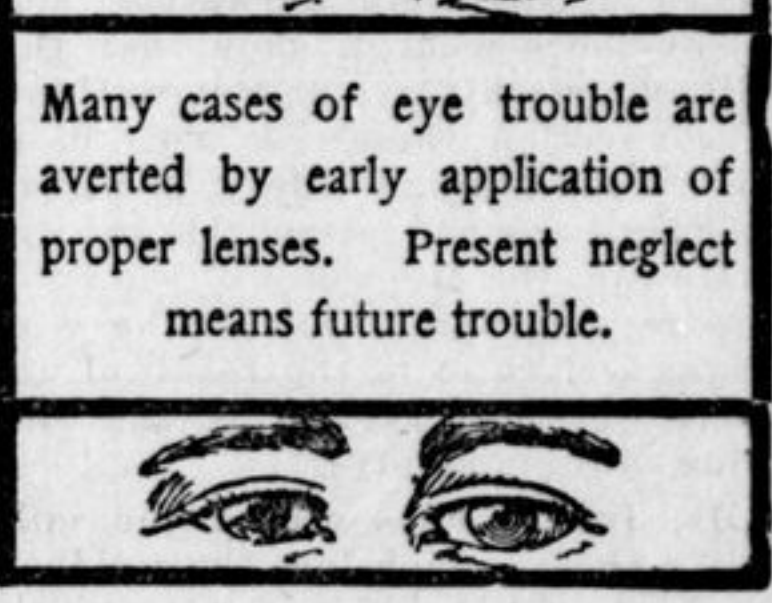 Many cases of eye trouble are
averted by early application of
proper lenses. Present neglect
means future trouble.